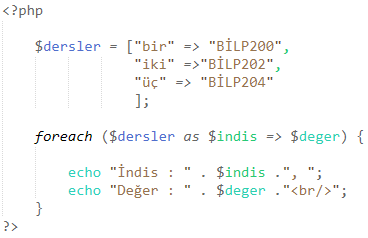 <?php
$dersler = ["bir" => "BİLP200",
"iki" =>"BİLP202",
"üç" => "BİLP204"
];
foreach ($dersler as $indis => $deger) {
echo "İndis : " . $indis .", ";
echo "Değer : " . $deger ."<br/>";
}
?>